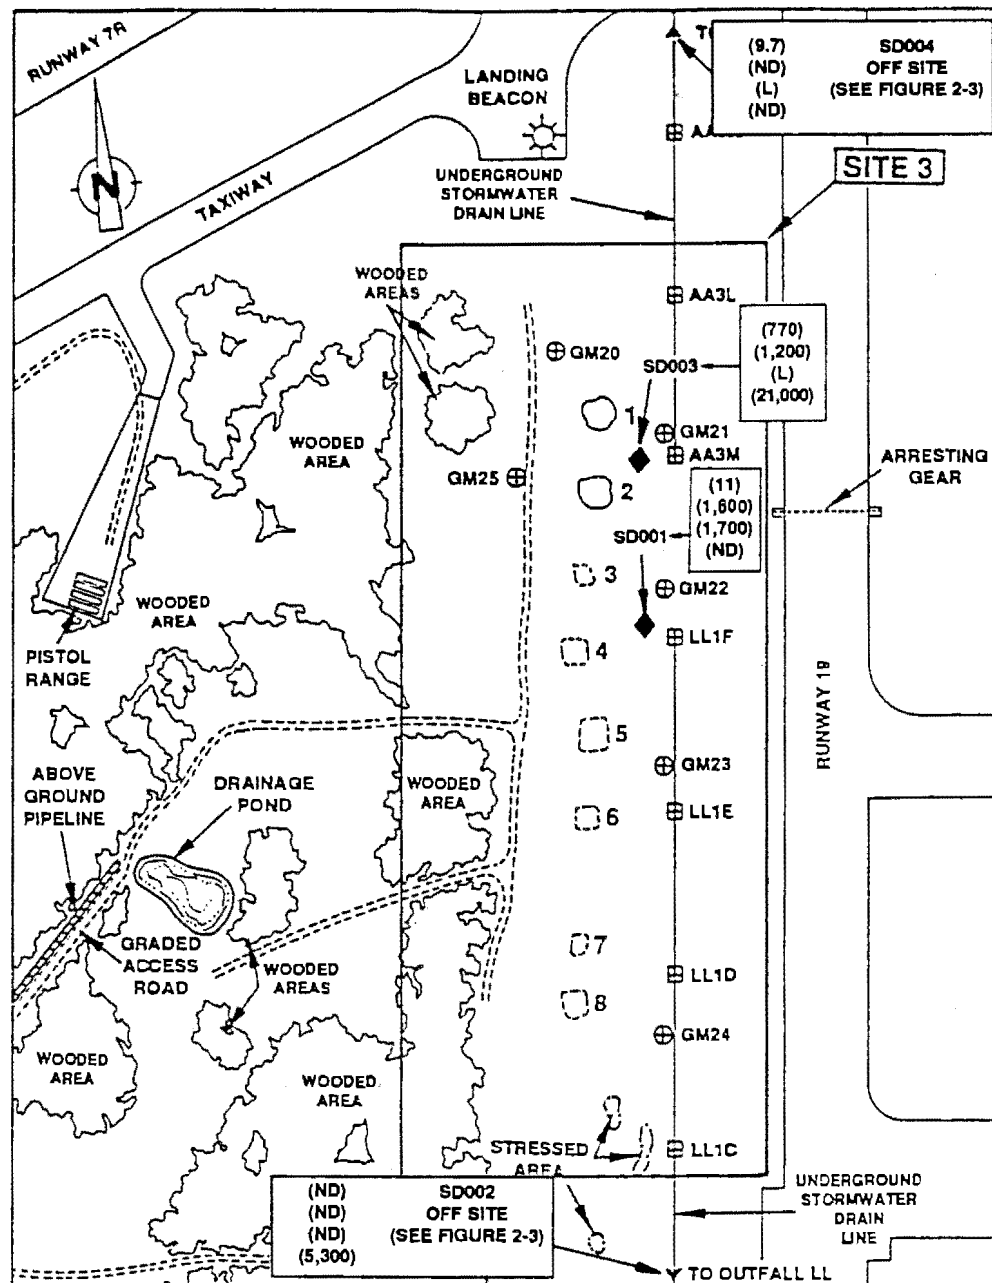 RUNWAY 7R
N
TAXIWAY
LANDING
BEACON
UNDERGROUND
STORMWATER
DRAIN LINE
(9.7)
(ND)
(L)
(ND)
SD004
OFF SITE
(SEE FIGURE 2-3)
SITE 3
WOODED
AREAS
AA3L
GM20
SD003
(770)
(1,200)
(L)
(21,000)
1
GM21
AA3M
WOODED
AREA
GM25
2
ARRESTING
GEAR
(11)
(1,600)
(1,700)
(ND)
SD001
3
GM22
WOODED
AREA
LL1F
PISTOL
RANGE
4
RUNWAY 19
5
GM23
ABOVE
GROUND
PIPELINE
DRAINAGE
POND
WOODED
AREA
6
LL1E
GRADED
ACCESS
ROAD
WOODED
AREAS
7
LL1D
8
GM24
WOODED
AREA
WOODED
AREA
STRESSED
AREA
LL1C
(ND)
(ND)
(ND)
(5,300)
SD002
OFF SITE
(SEE FIGURE 2-3)
UNDERGROUND
STORMWATER
DRAIN
LINE
TO OUTFALL LL